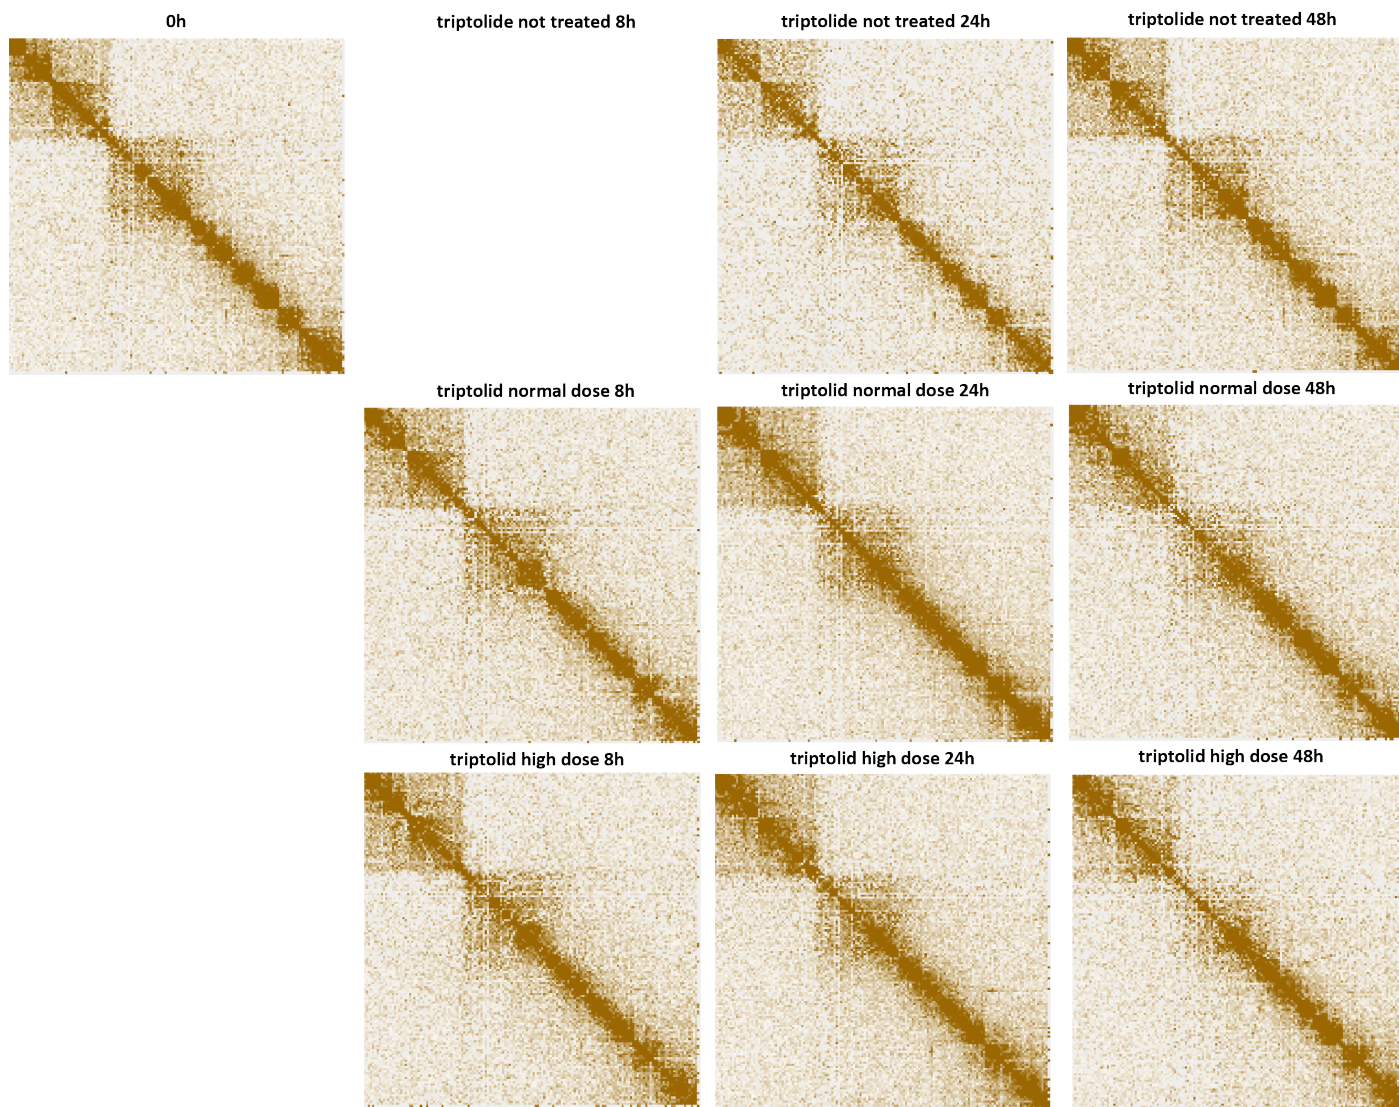 0h
triptolide not treated 8h
triptolide not treated 24h
triptolide not treated 48h
triptolid normal dose 8h
triptolid normal dose 24h
triptolid normal dose 48h
triptolid high dose 8h
triptolid high dose 24h
triptolid high dose 48h